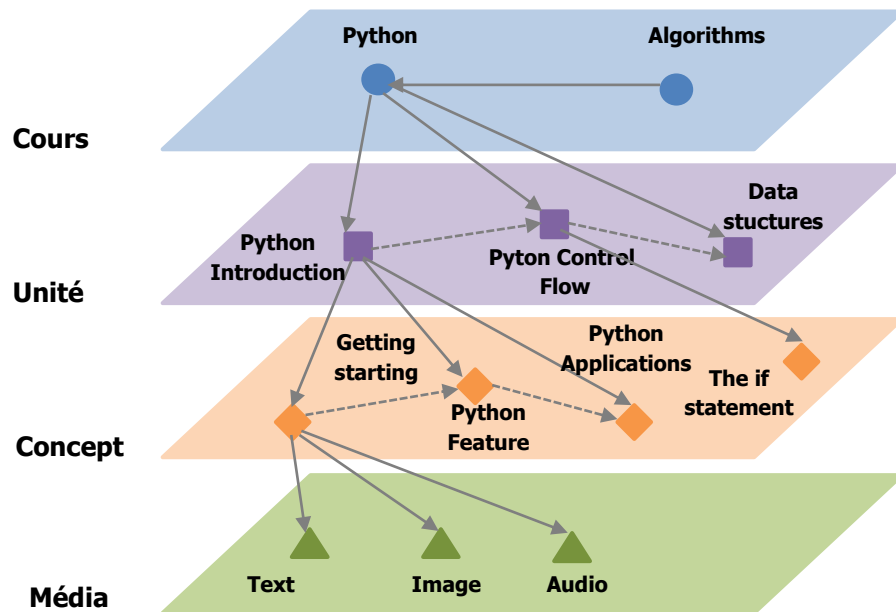 Python
Algorithms
Cours
Data
stuctures
Python
Introduction
Pyton Control
Flow
Unité
Getting
starting
Python
Applications
The if
statement
Python
Feature
Concept
Text
Image
Audio
Média